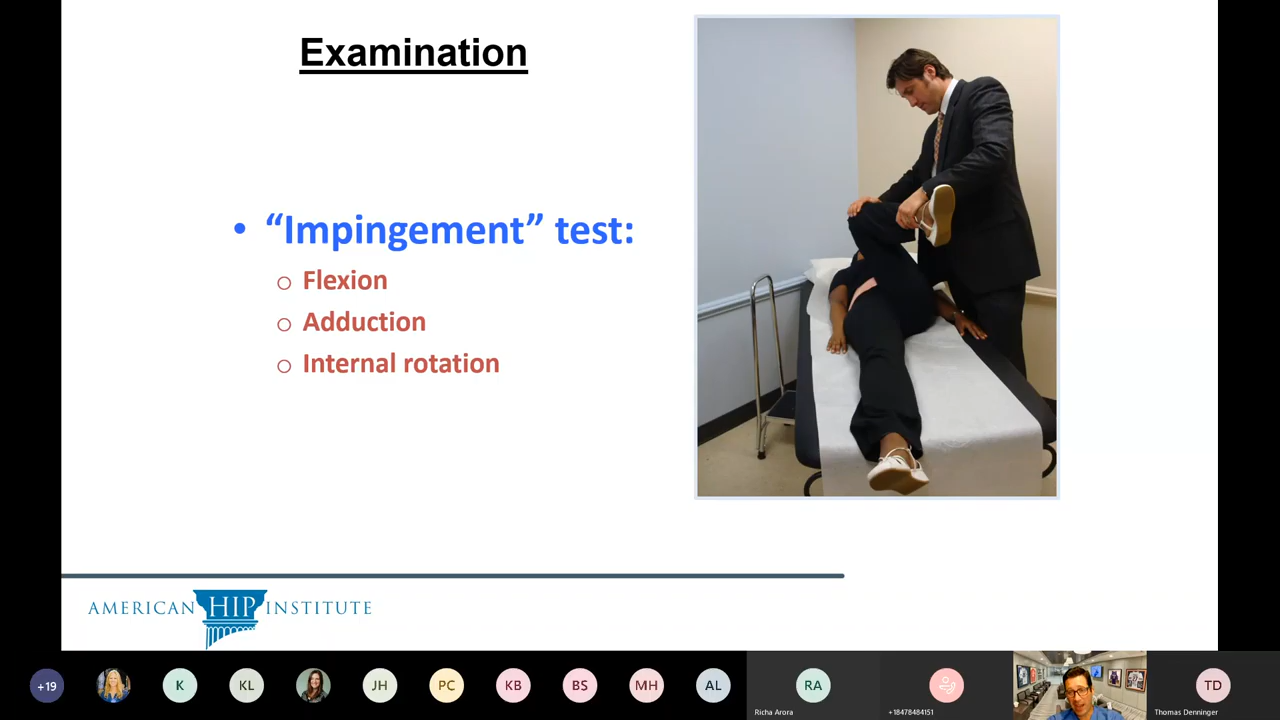 Examination
• “Impingement” test:
o Flexion
o Adduction
o Internal rotation
AMERICAN HIP INSTITUTE
+19
K
KL
JH
PC
KB
BS
MH
AL
RA
TD
Richa Arora
+18478484151
Thomas Denninger